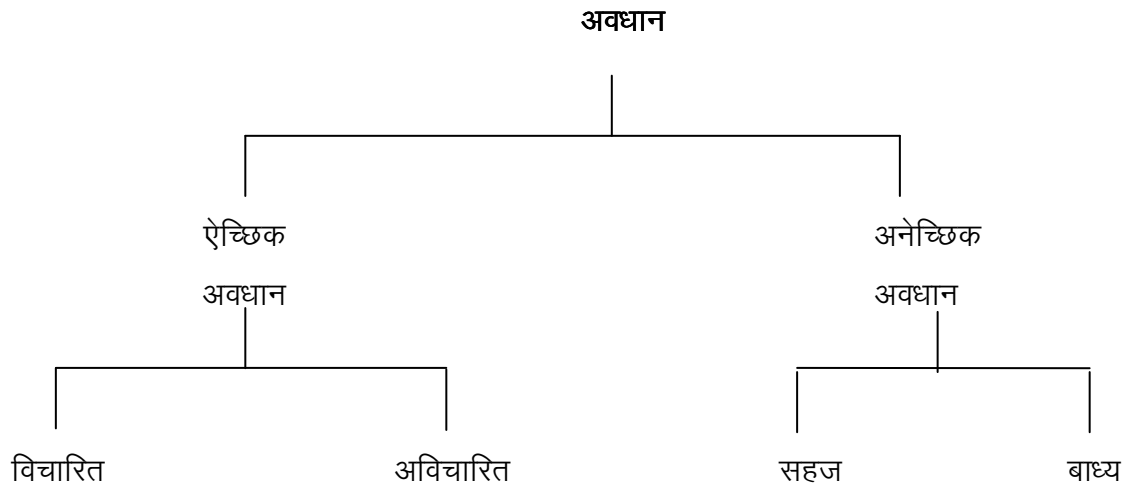 अवधान
ऐच्छिक अनेच्छिक
अवधान अवधान
विचारित अविचारित सहज बाध्य